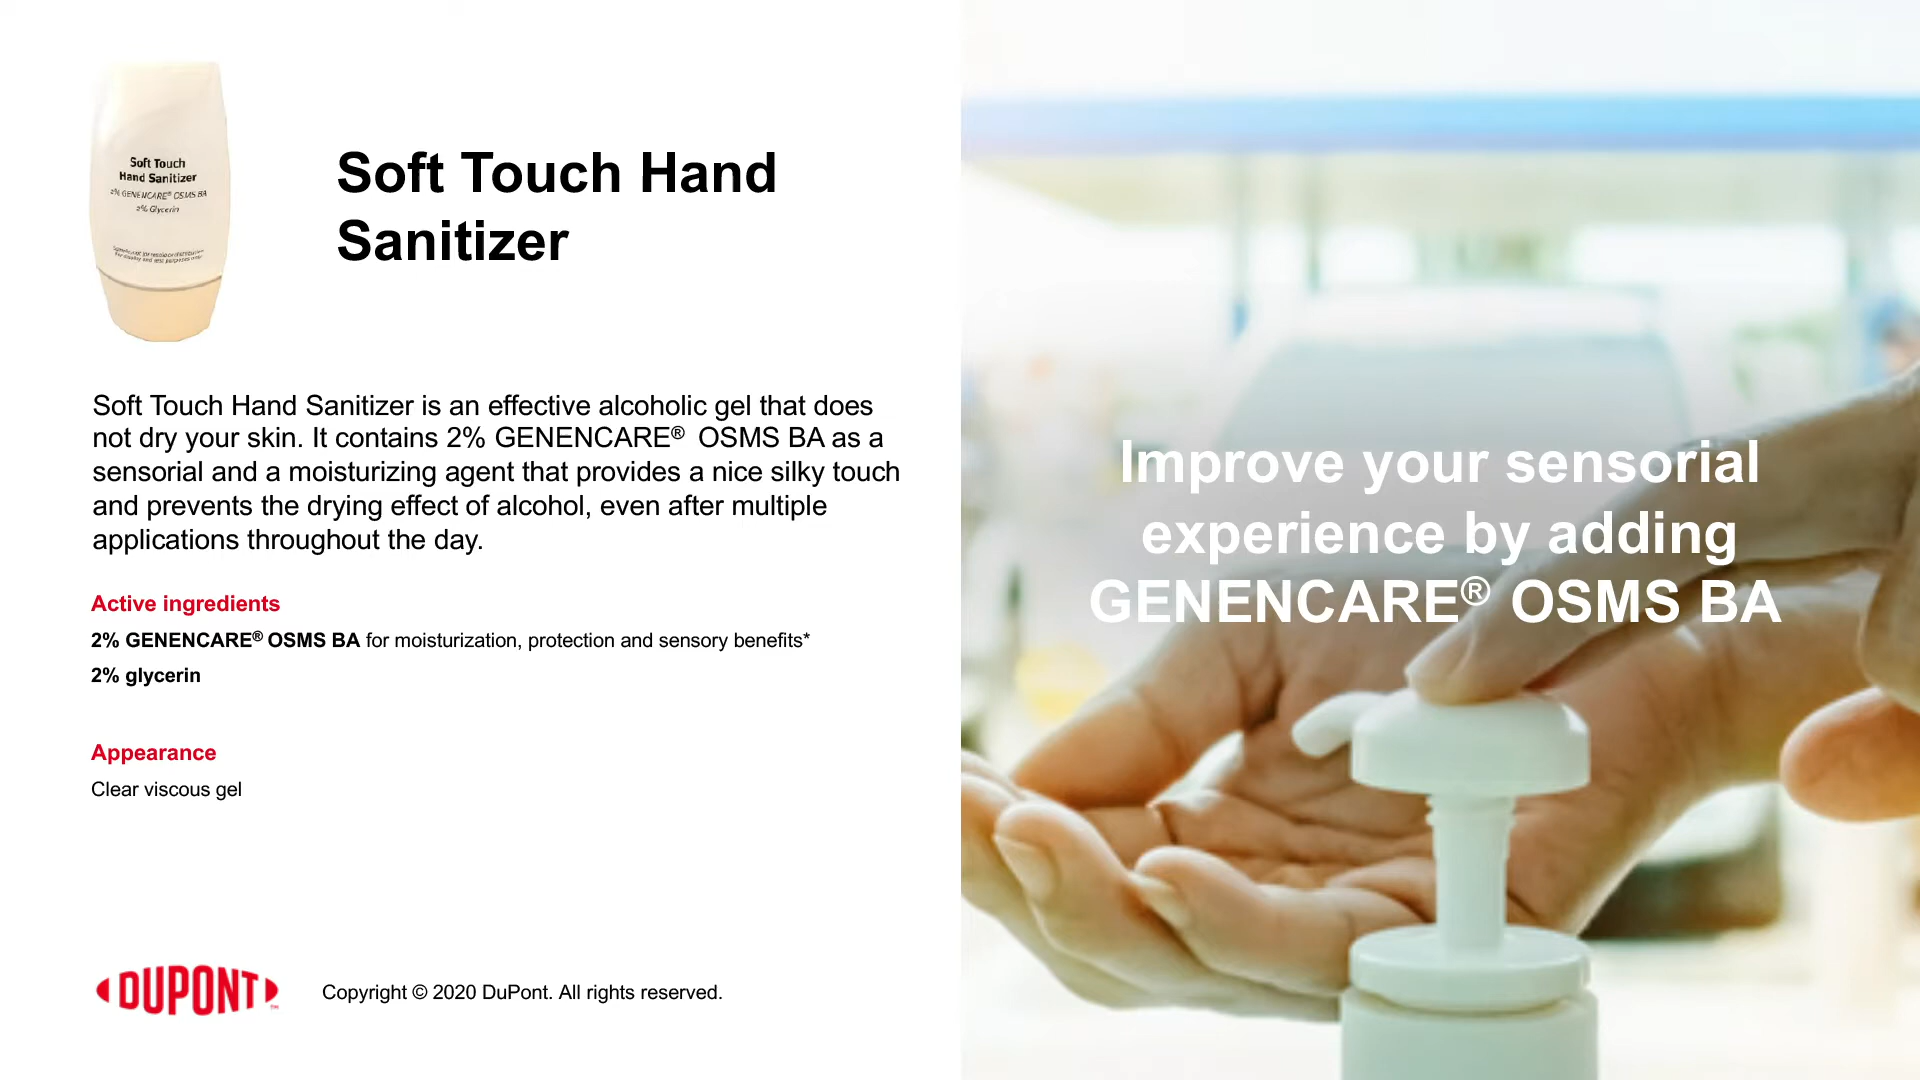 Soft Touch
Hand Sanitizer
2% GENENCARE® OSMS BA
2% Glycerin
Soft Touch Hand
Sanitizer
Soft Touch Hand Sanitizer is an effective alcoholic gel that does
not dry your skin. It contains 2% GENENCARE® OSMS BA as a
sensorial and a moisturizing agent that provides a nice silky touch
and prevents the drying effect of alcohol, even after multiple
applications throughout the day.
Active ingredients
2% GENENCARE® OSMS BA for moisturization, protection and sensory benefits*
2% glycerin
Appearance
Clear viscous gel
DUPONT™
Copyright © 2020 DuPont. All rights reserved.
Improve your sensorial
experience by adding
GENENCARE® OSMS BA